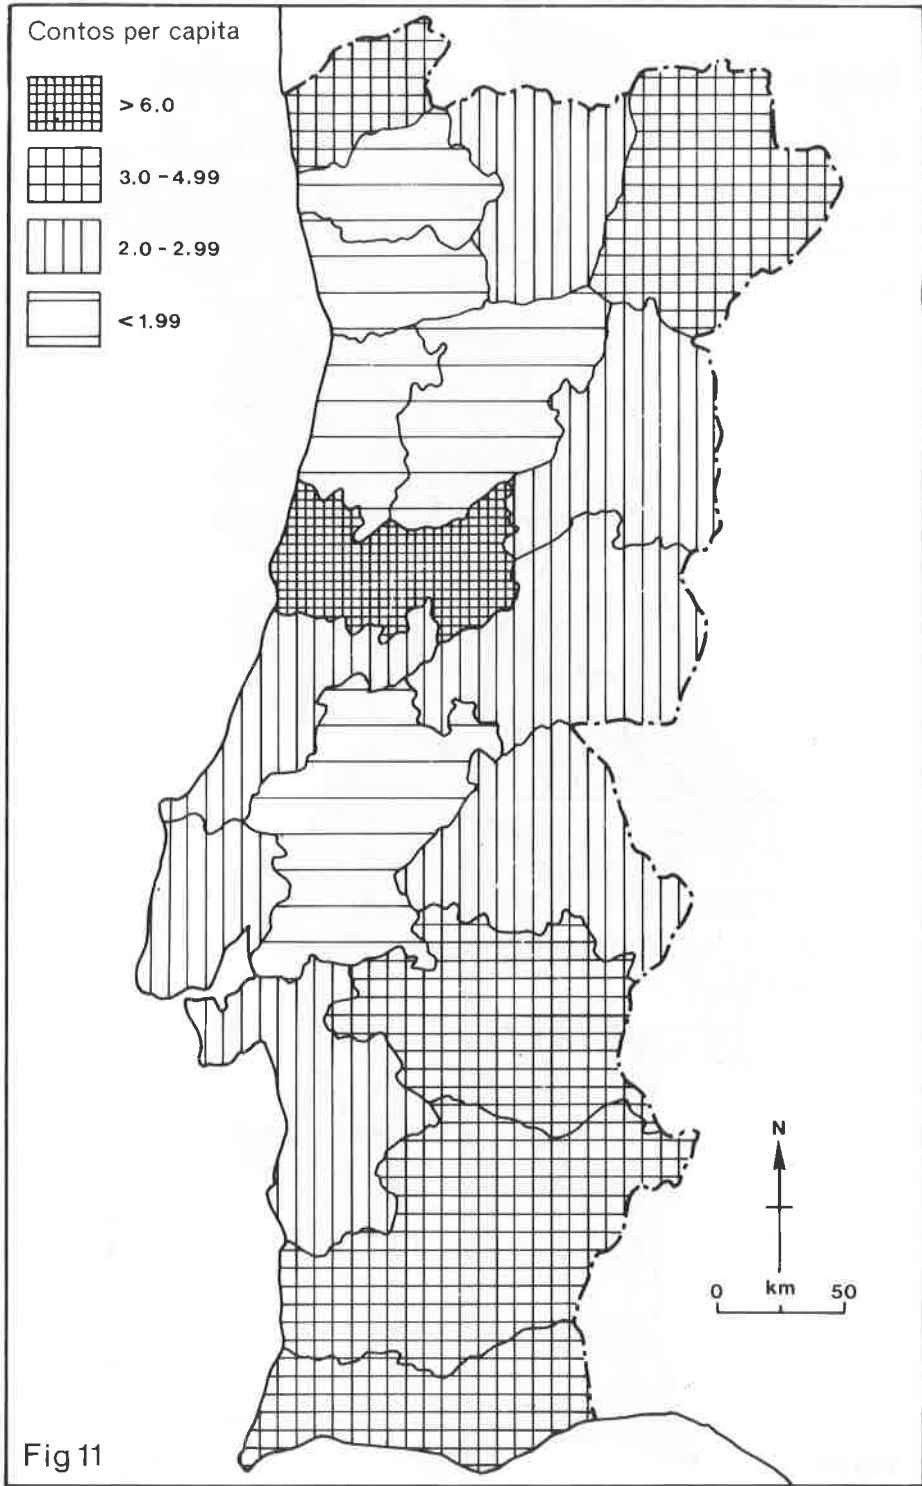 Contos per capita
> 6.0
3.0 - 4.99
2.0 - 2.99
< 1.99
N
0 km 50
Fig 11